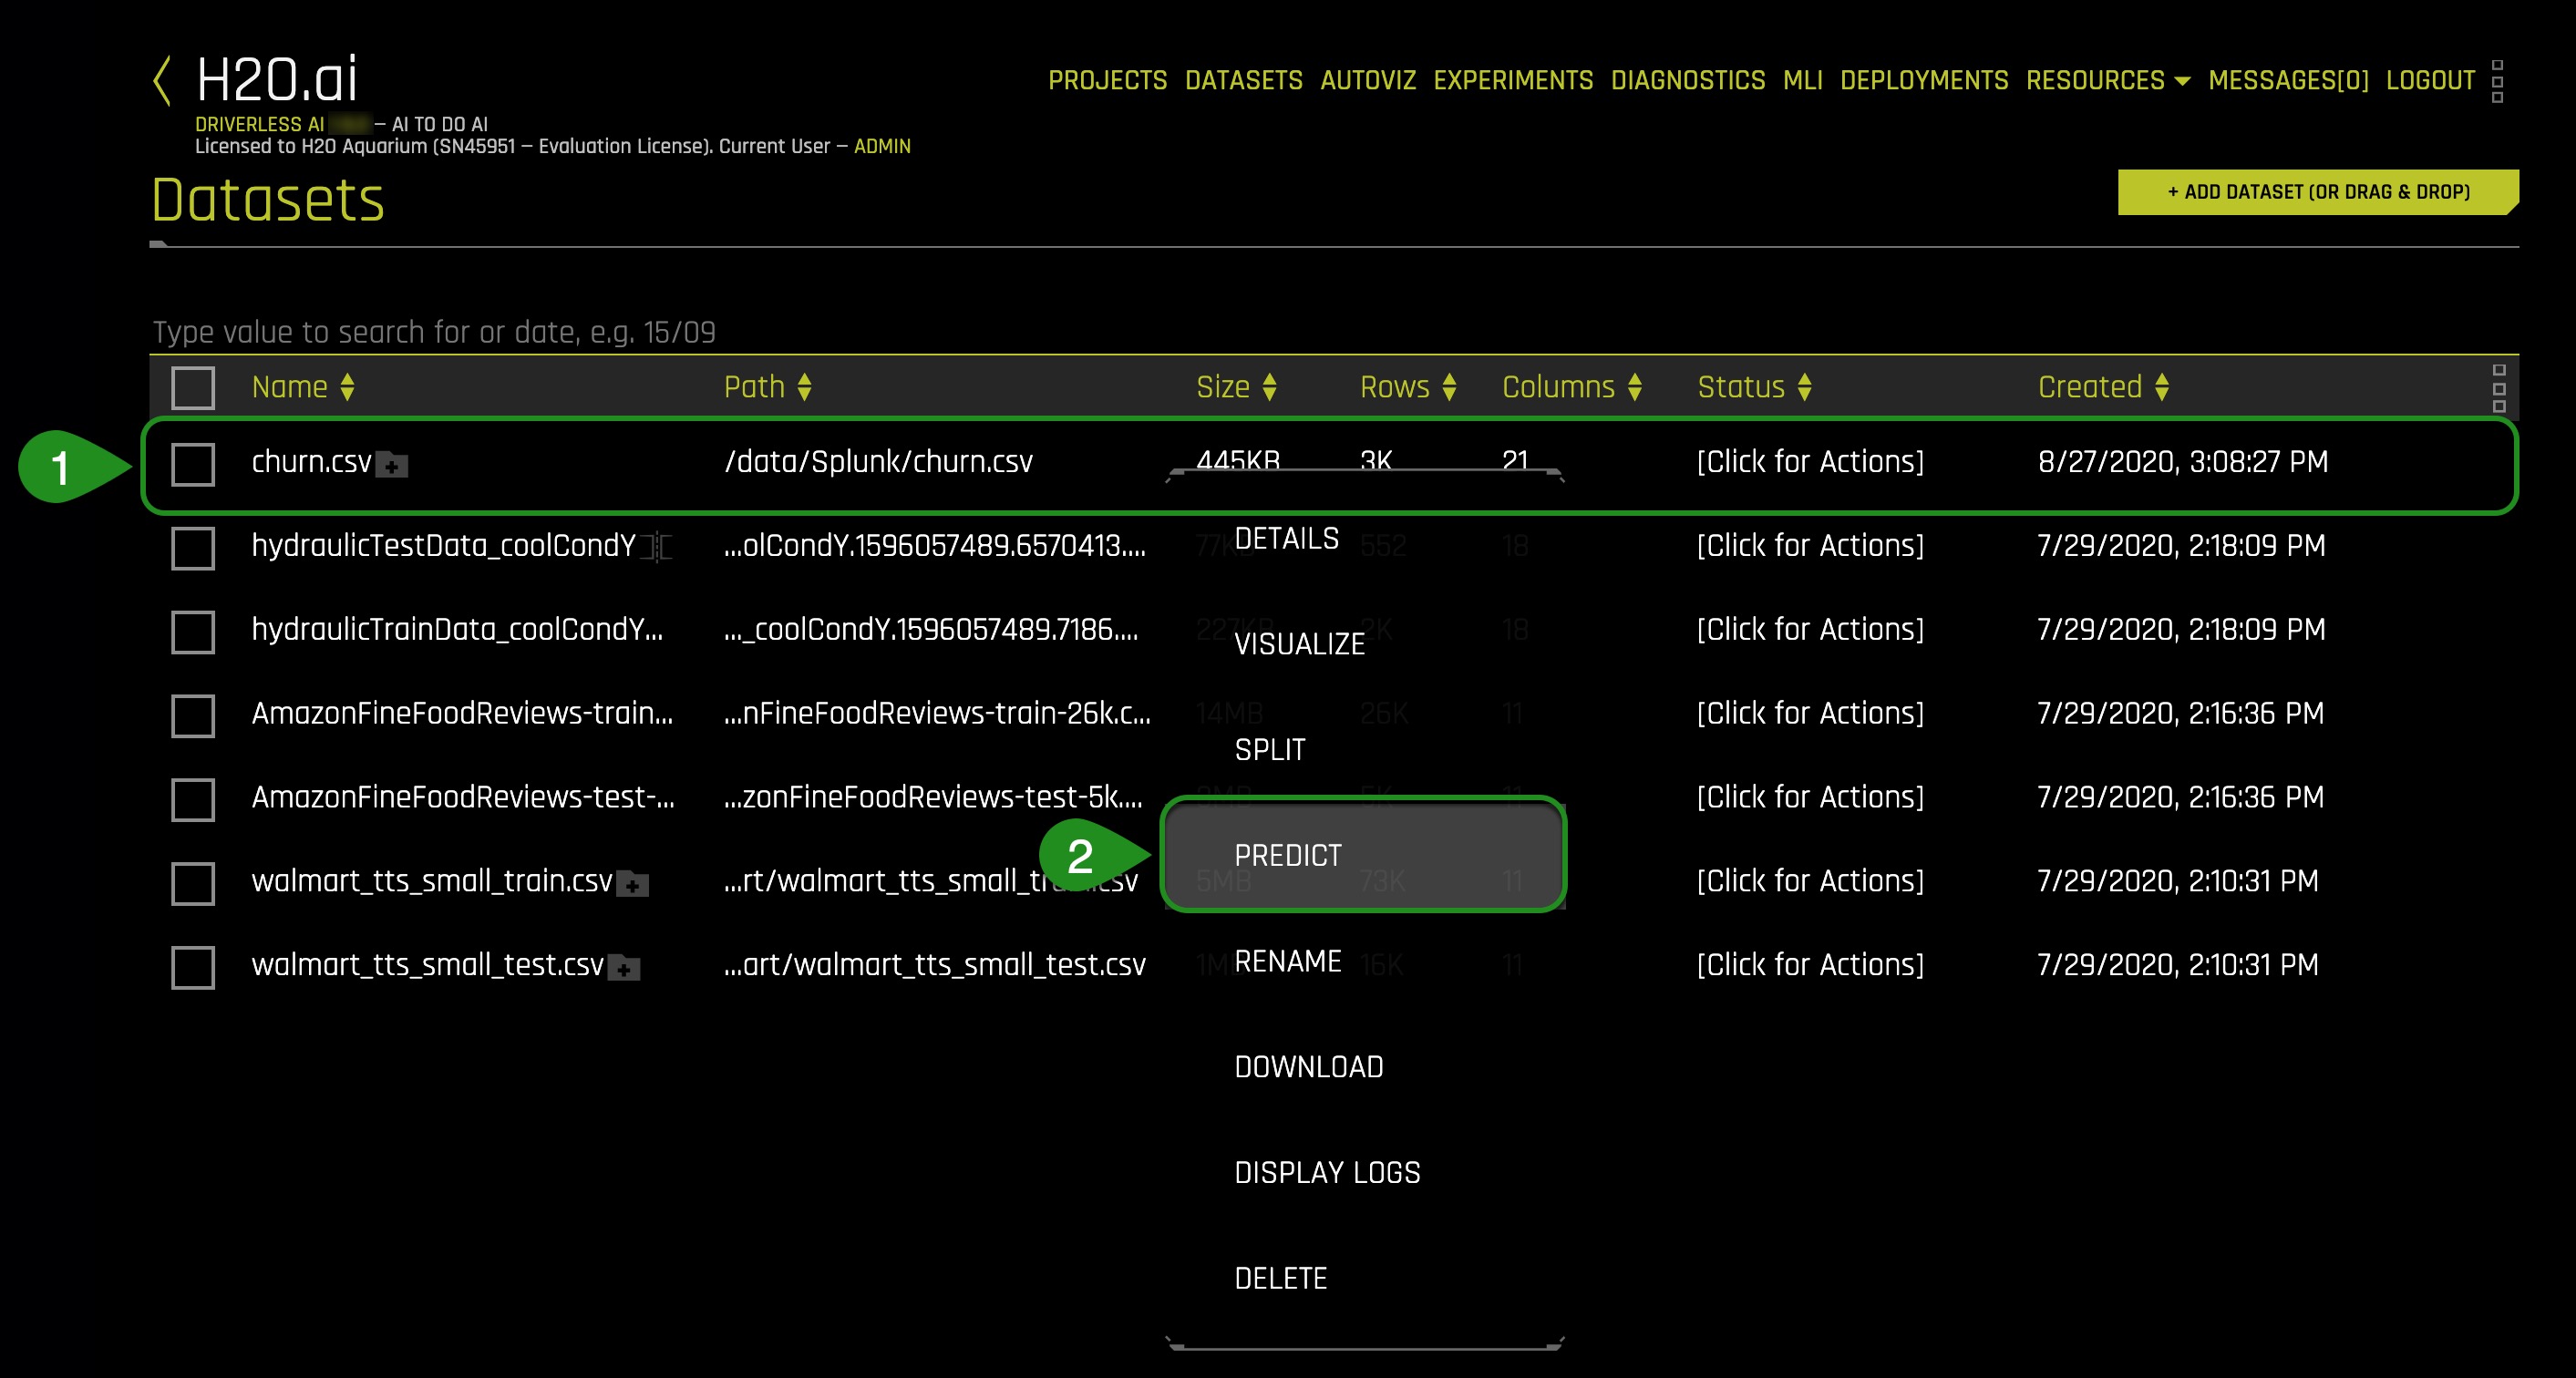 H2O.ai
PROJECTS DATASETS AUTOVIZ EXPERIMENTS DIAGNOSTICS MLI DEPLOYMENTS RESOURCES MESSAGES[0] LOGOUT
DRIVERLESS AI — AI TO DO AI
Licensed to H2O Aquarium (SN45951 — Evaluation License). Current User — ADMIN
Datasets
+ ADD DATASET (OR DRAG & DROP)
Type value to search for or date, e.g. 15/09
Name Path Size Rows Columns Status Created
1
churn.csv /data/Splunk/churn.csv 445KB 3K 21 [Click for Actions] 8/27/2020, 3:08:27 PM
DETAILS
hydraulicTestData_coolCondY ...olCondY.1596057489.6570413.... 552 18 [Click for Actions] 7/29/2020, 2:18:09 PM
hydraulicTrainData_coolCondY... ..._coolCondY.1596057489.7186.... 227KB 2K 18 [Click for Actions] 7/29/2020, 2:18:09 PM
VISUALIZE
AmazonFineFoodReviews-train... ...nFineFoodReviews-train-26k.c... 14MB 26K 11 [Click for Actions] 7/29/2020, 2:16:36 PM
SPLIT
AmazonFineFoodReviews-test-... ...zonFineFoodReviews-test-5k.... 5K 11 [Click for Actions] 7/29/2020, 2:16:36 PM
2
PREDICT
walmart_tts_small_train.csv ...rt/walmart_tts_small_train.csv 5MB 73K 11 [Click for Actions] 7/29/2020, 2:10:31 PM
RENAME
walmart_tts_small_test.csv ...art/walmart_tts_small_test.csv 16K 11 [Click for Actions] 7/29/2020, 2:10:31 PM
DOWNLOAD
DISPLAY LOGS
DELETE